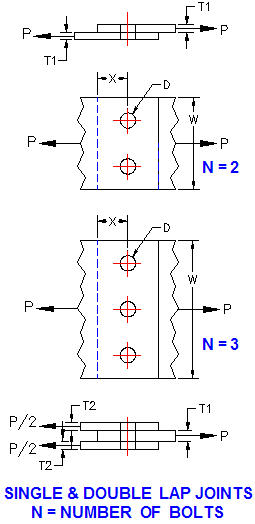 T1
P
P
T1
X
D
W
P
P
N = 2
X
D
W
P
P
N = 3
T2
T1
P/2
P
P/2
T2
SINGLE & DOUBLE LAP JOINTS
N = NUMBER OF BOLTS